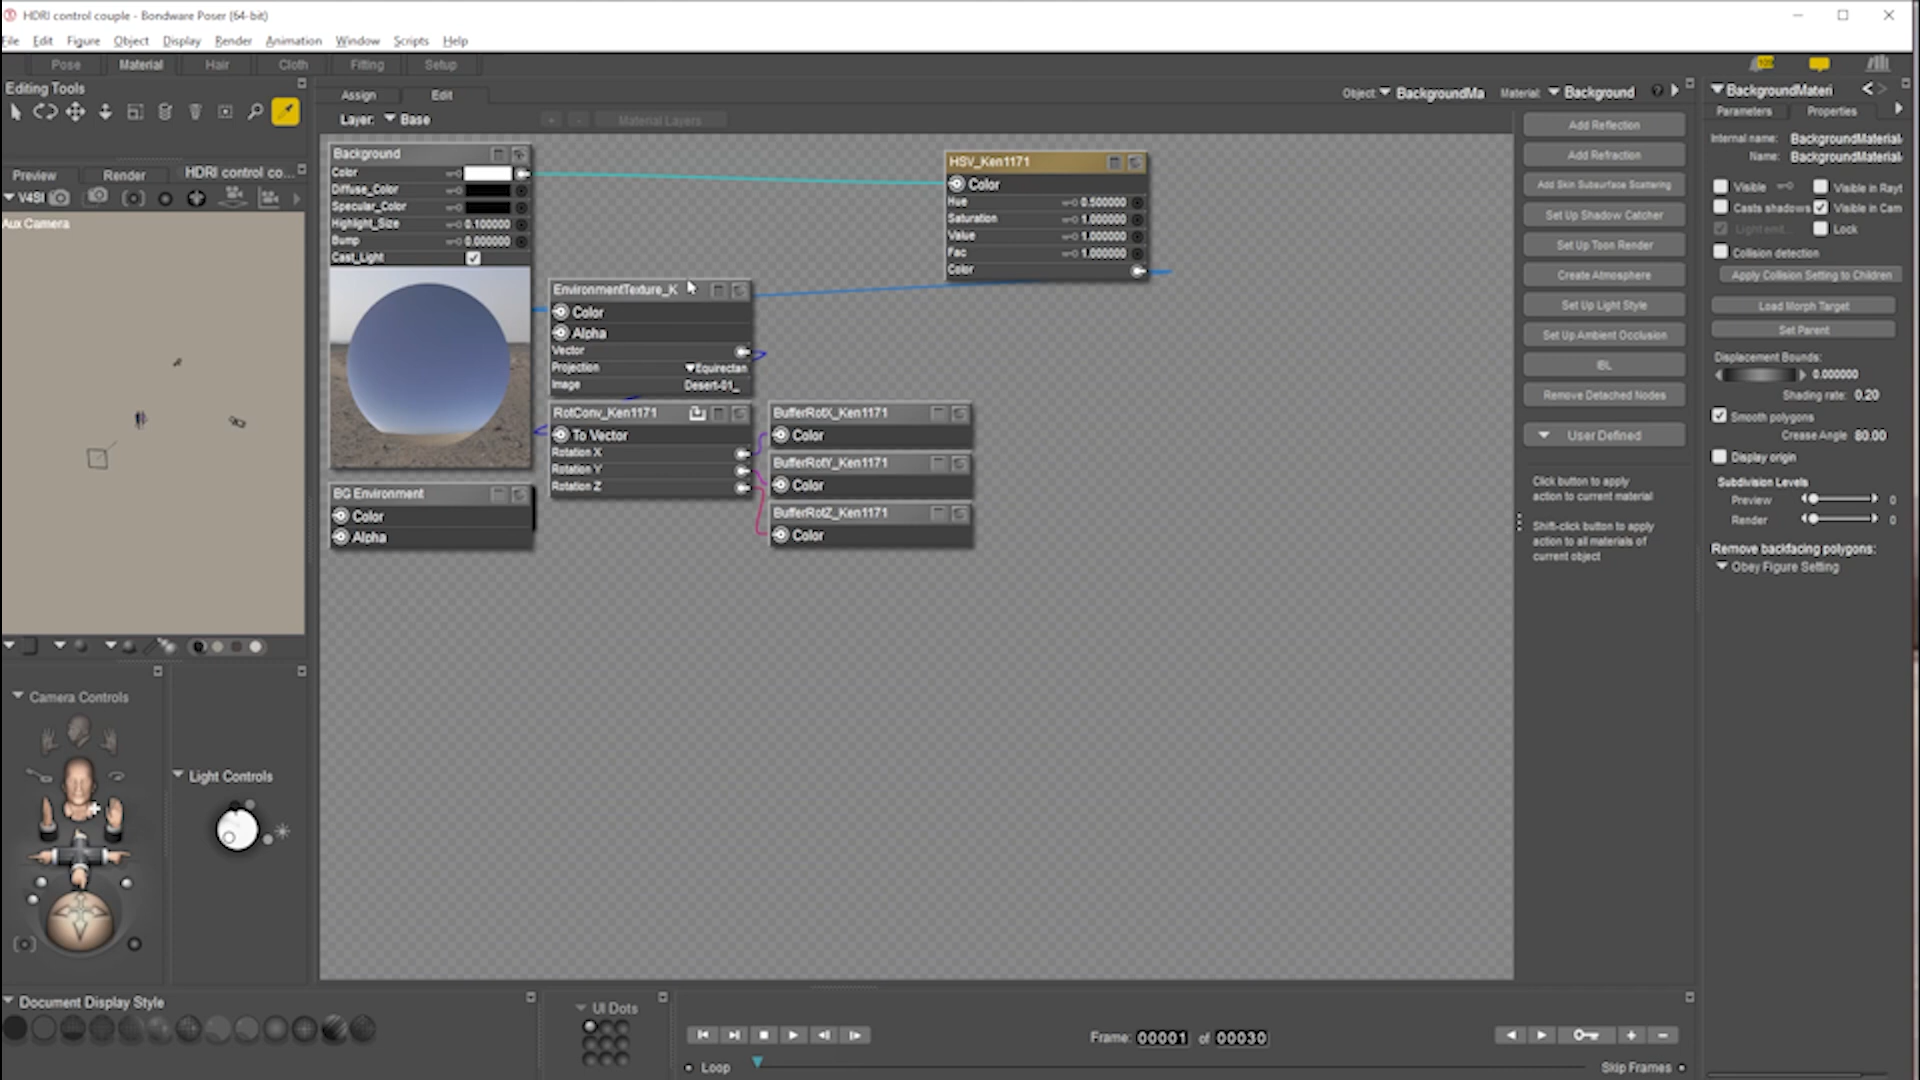 HDRI control couple - Bondware Poser (64-bit)
File Edit Figure Object Display Render Animation Window Scripts Help
Pose Material Hair Cloth Fitting Setup
Editing Tools
Assign Edit
Object: BackgroundMa Material: Background
Layer: Base
+ - Material Layers
Preview Render HDRI control co...
V4SI
Aux Camera
Background
Color
Diffuse_Color
Specular_Color
Highlight_Size 0.100000
Bump 0.000000
Cast_Light
HSV_Ken1171
Color
Hue 0.500000
Saturation 1.000000
Value 1.000000
Fac 1.000000
Color
EnvironmentTexture_K
Color
Alpha
Vector
Projection Equirectan
Image Desert-01_
RotConv_Ken1171
To Vector
Rotation X
Rotation Y
Rotation Z
BufferRotX_Ken1171
Color
BufferRotY_Ken1171
Color
BufferRotZ_Ken1171
Color
BG Environment
Color
Alpha
Add Reflection
Add Refraction
Add Skin Subsurface Scattering
Set Up Shadow Catcher
Set Up Toon Render
Create Atmosphere
Set Up Light Style
Set Up Ambient Occlusion
IBL
Remove Detached Nodes
User Defined
Click button to apply
action to current material
Shift-click button to apply
action to all materials of
current object
BackgroundMateri
Parameters Properties
Internal name: BackgroundMaterial
Name: BackgroundMaterial
Visible Visible in Rayt
Casts shadows Visible in Cam
Light emit... Lock
Collision detection
Apply Collision Setting to Children
Load Morph Target
Set Parent
Displacement Bounds:
0.000000
Shading rate: 0.20
Smooth polygons
Crease Angle 80.00
Display origin
Subdivision Levels
Preview 0
Render 0
Remove backfacing polygons:
Obey Figure Setting
Camera Controls
Light Controls
Document Display Style
UI Dots
Frame: 00001 of 00030
Loop
Skip Frames